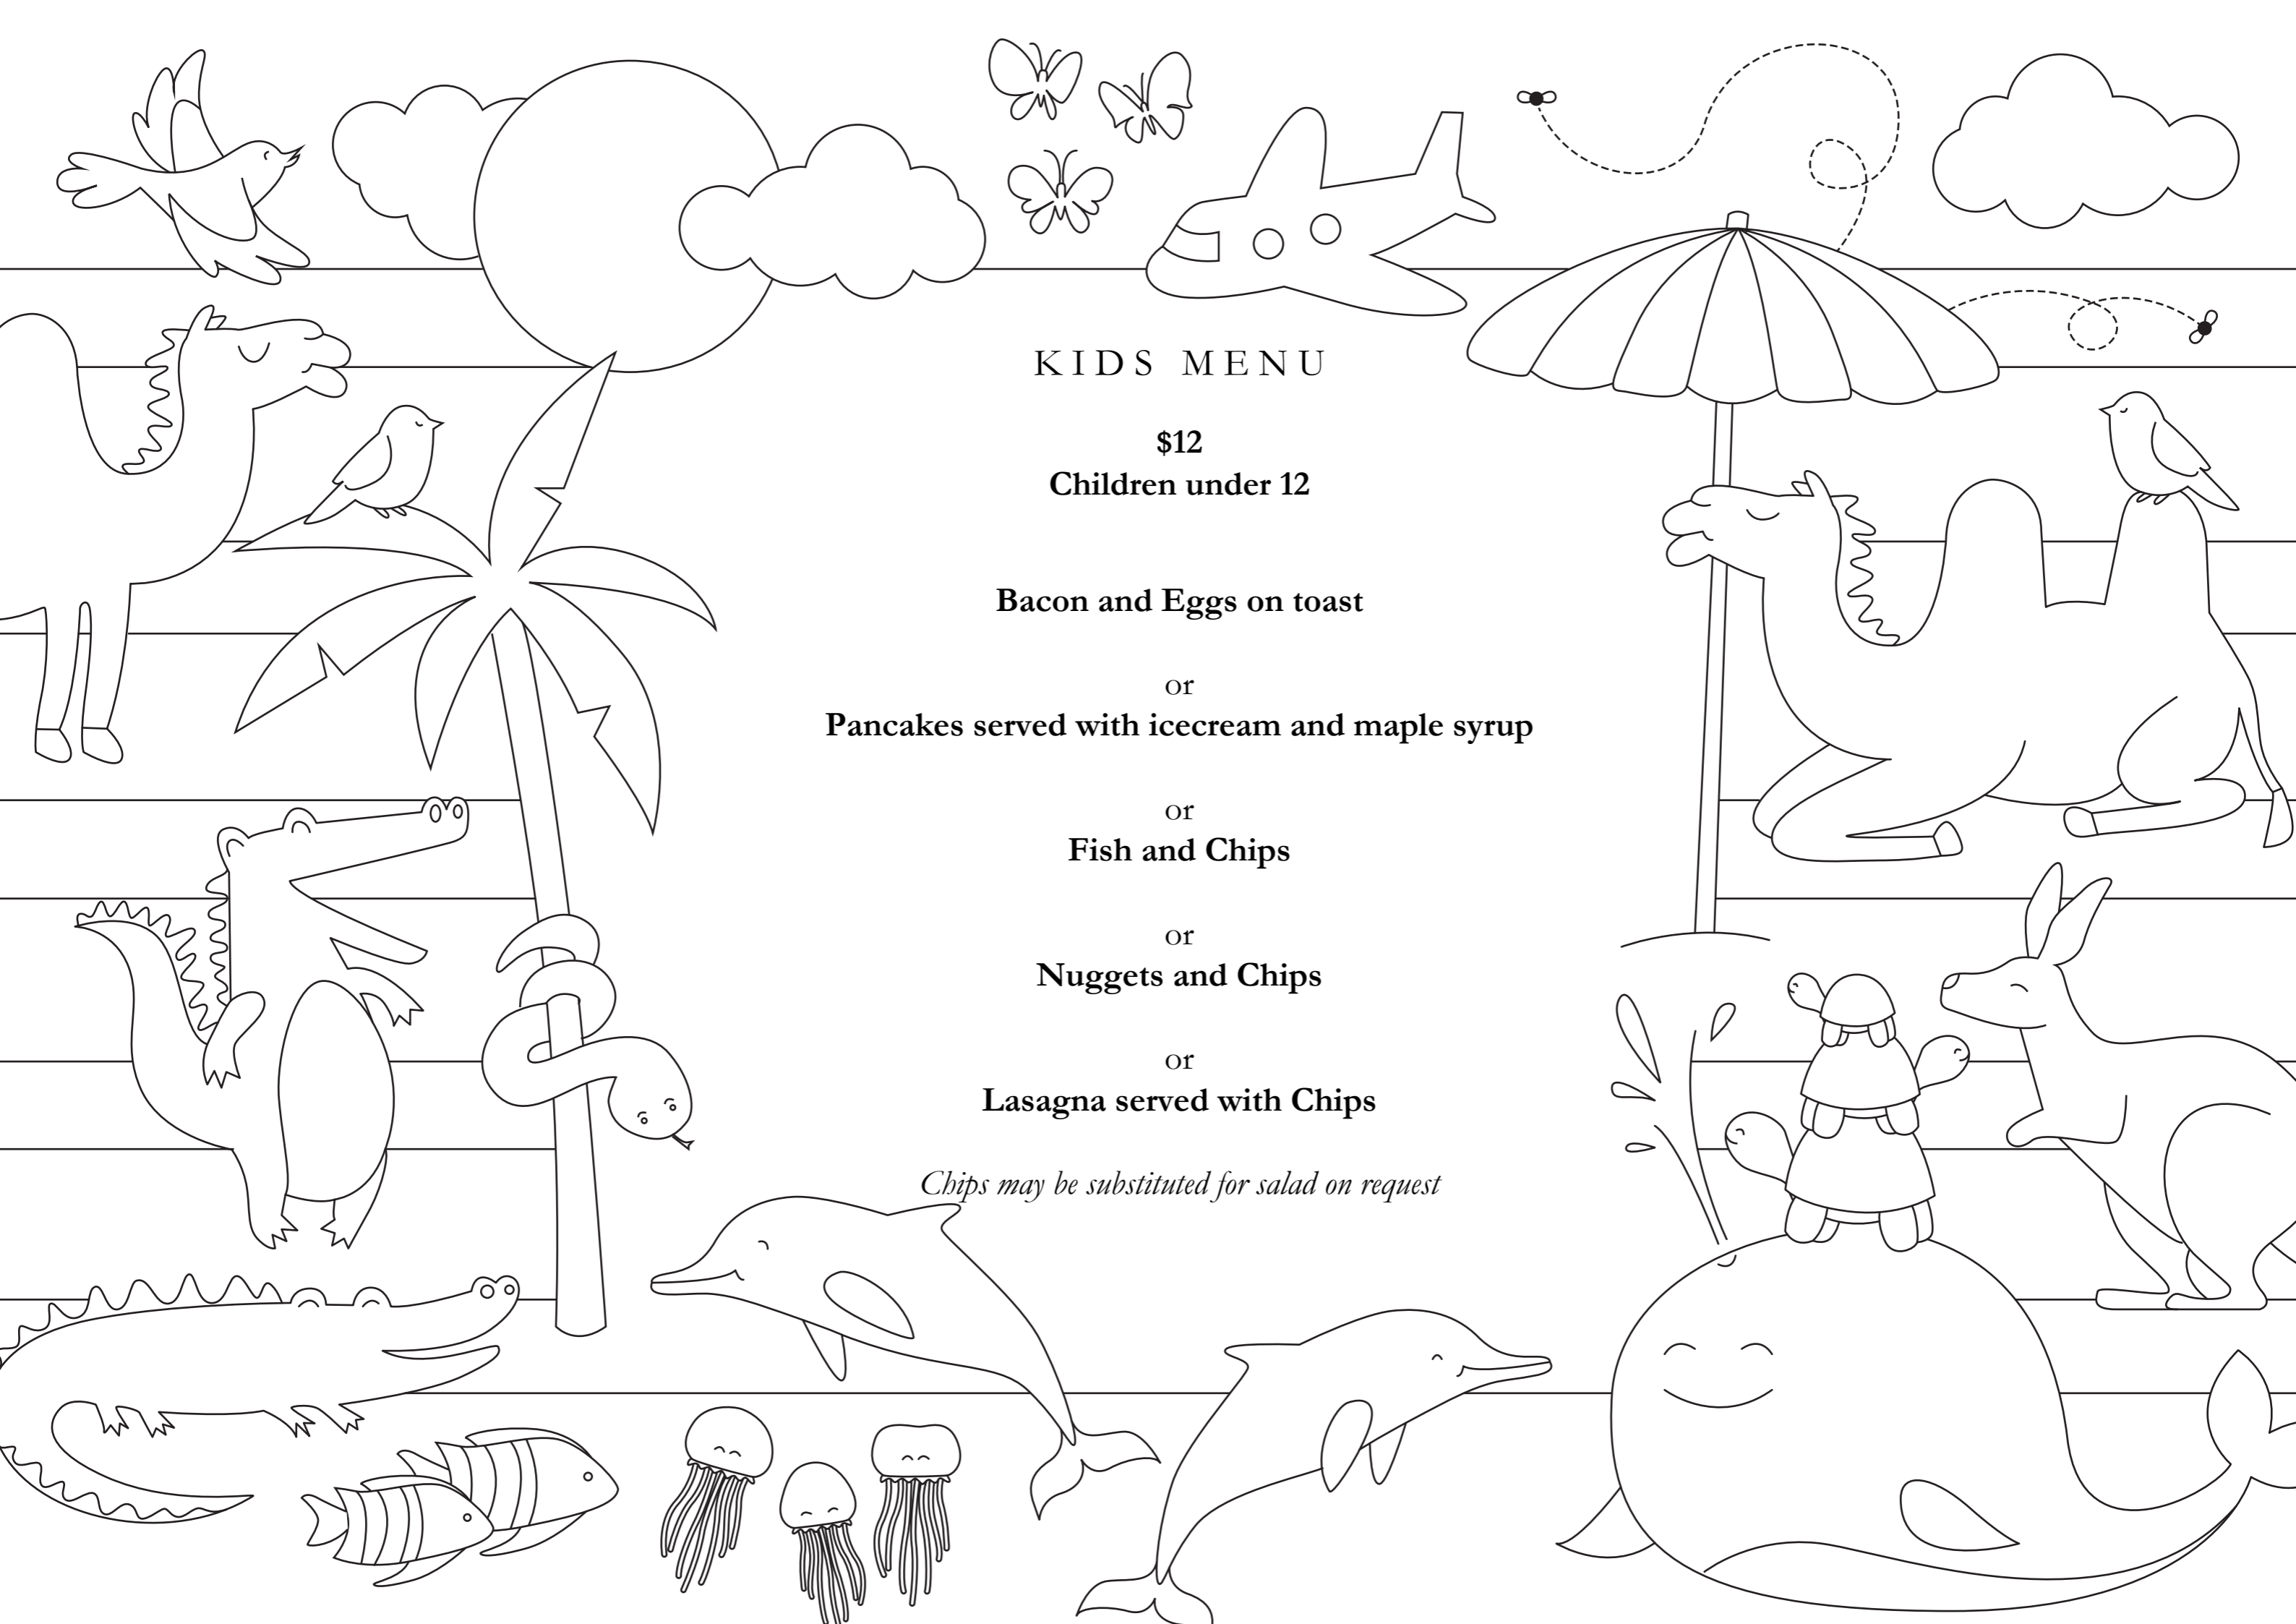 KIDS MENU
$12
Children under 12
Bacon and Eggs on toast
or
Pancakes served with icecream and maple syrup
or
Fish and Chips
or
Nuggets and Chips
or
Lasagna served with Chips
Chips may be substituted for salad on request